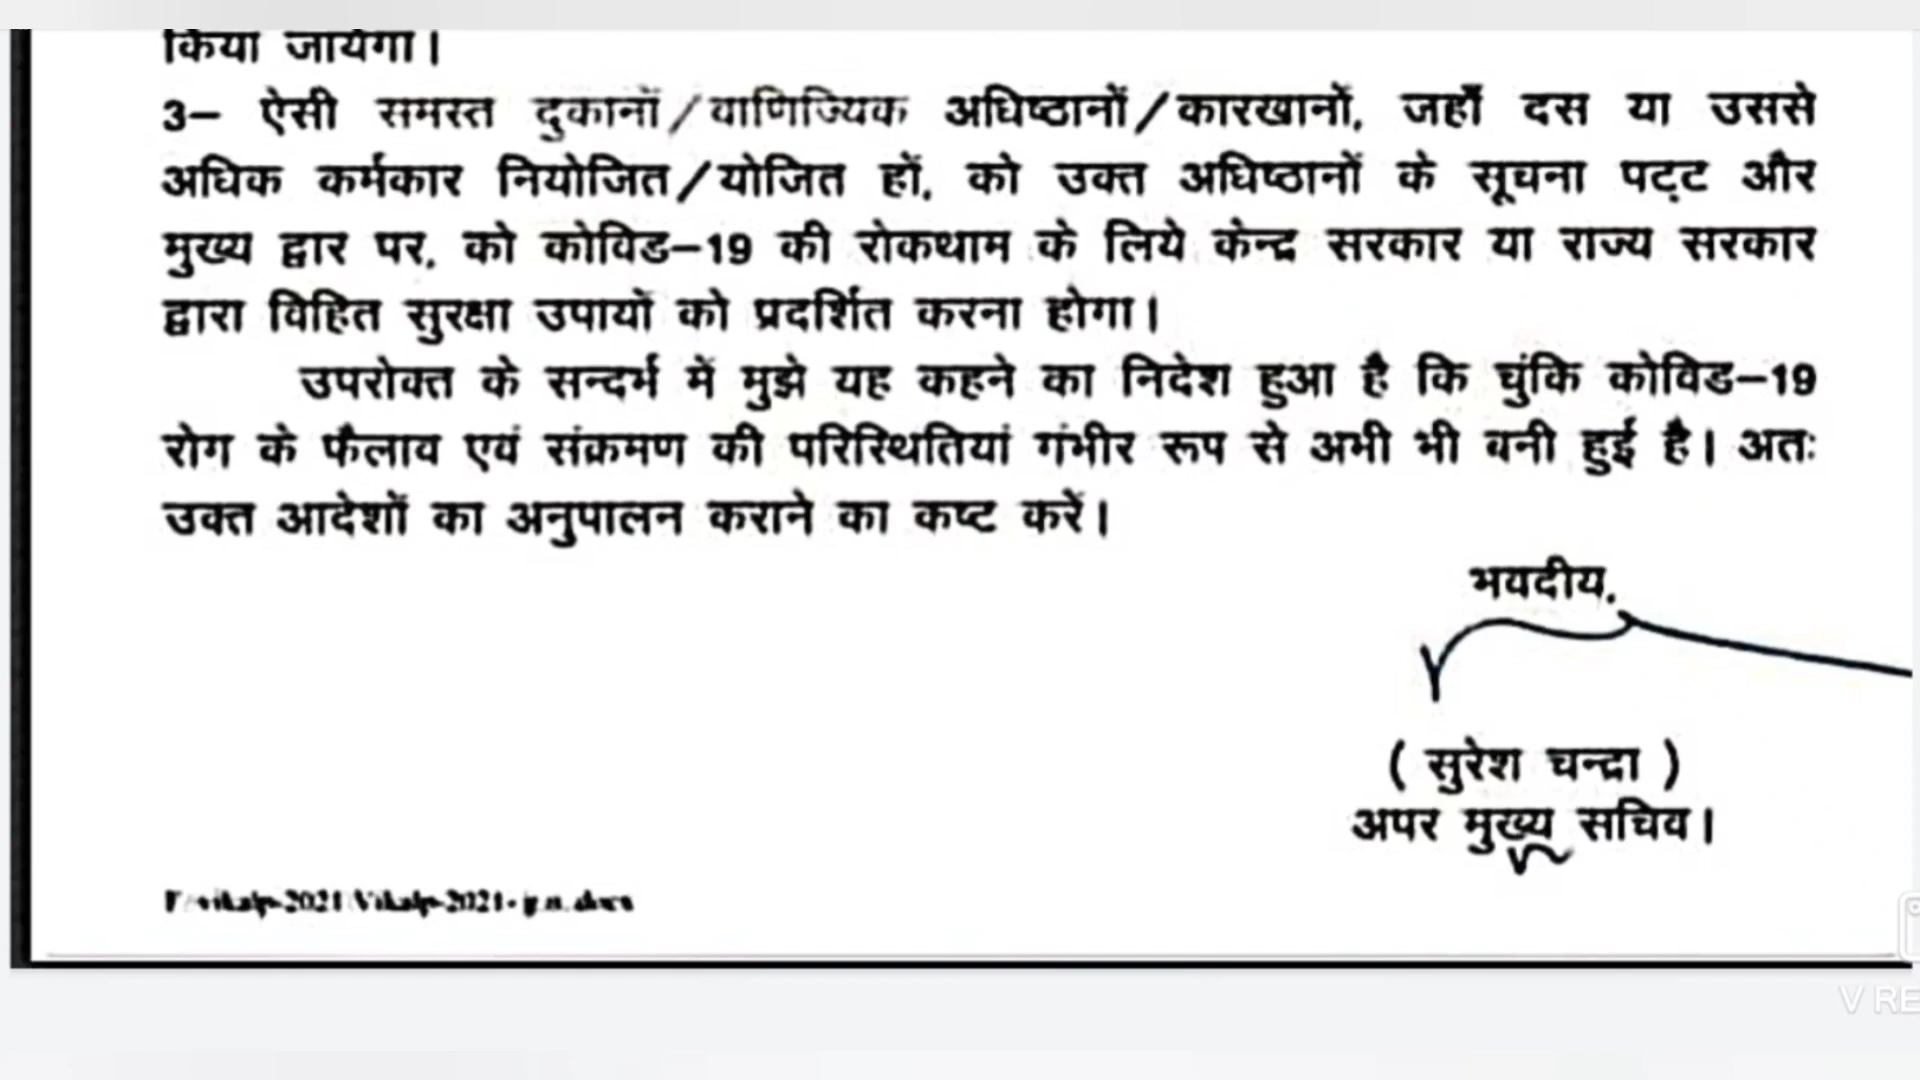 किया जायेगा।
3– ऐसी समस्त दुकानों/वाणिज्यिक अधिष्ठानों/कारखानों, जहाँ दस या उससे
अधिक कर्मकार नियोजित/योजित हों, को उक्त अधिष्ठानों के सूचना पट्ट और
मुख्य द्वार पर, को कोविड–19 की रोकथाम के लिये केन्द्र सरकार या राज्य सरकार
द्वारा विहित सुरक्षा उपायों को प्रदर्शित करना होगा।
उपरोक्त के सन्दर्भ में मुझे यह कहने का निदेश हुआ है कि चुंकि कोविड–19
रोग के फैलाव एवं संक्रमण की परिस्थितियां गंभीर रूप से अभी भी बनी हुई है। अतः
उक्त आदेशों का अनुपालन कराने का कष्ट करें।
भवदीय,
( सुरेश चन्द्रा )
अपर मुख्य सचिव।
V RE